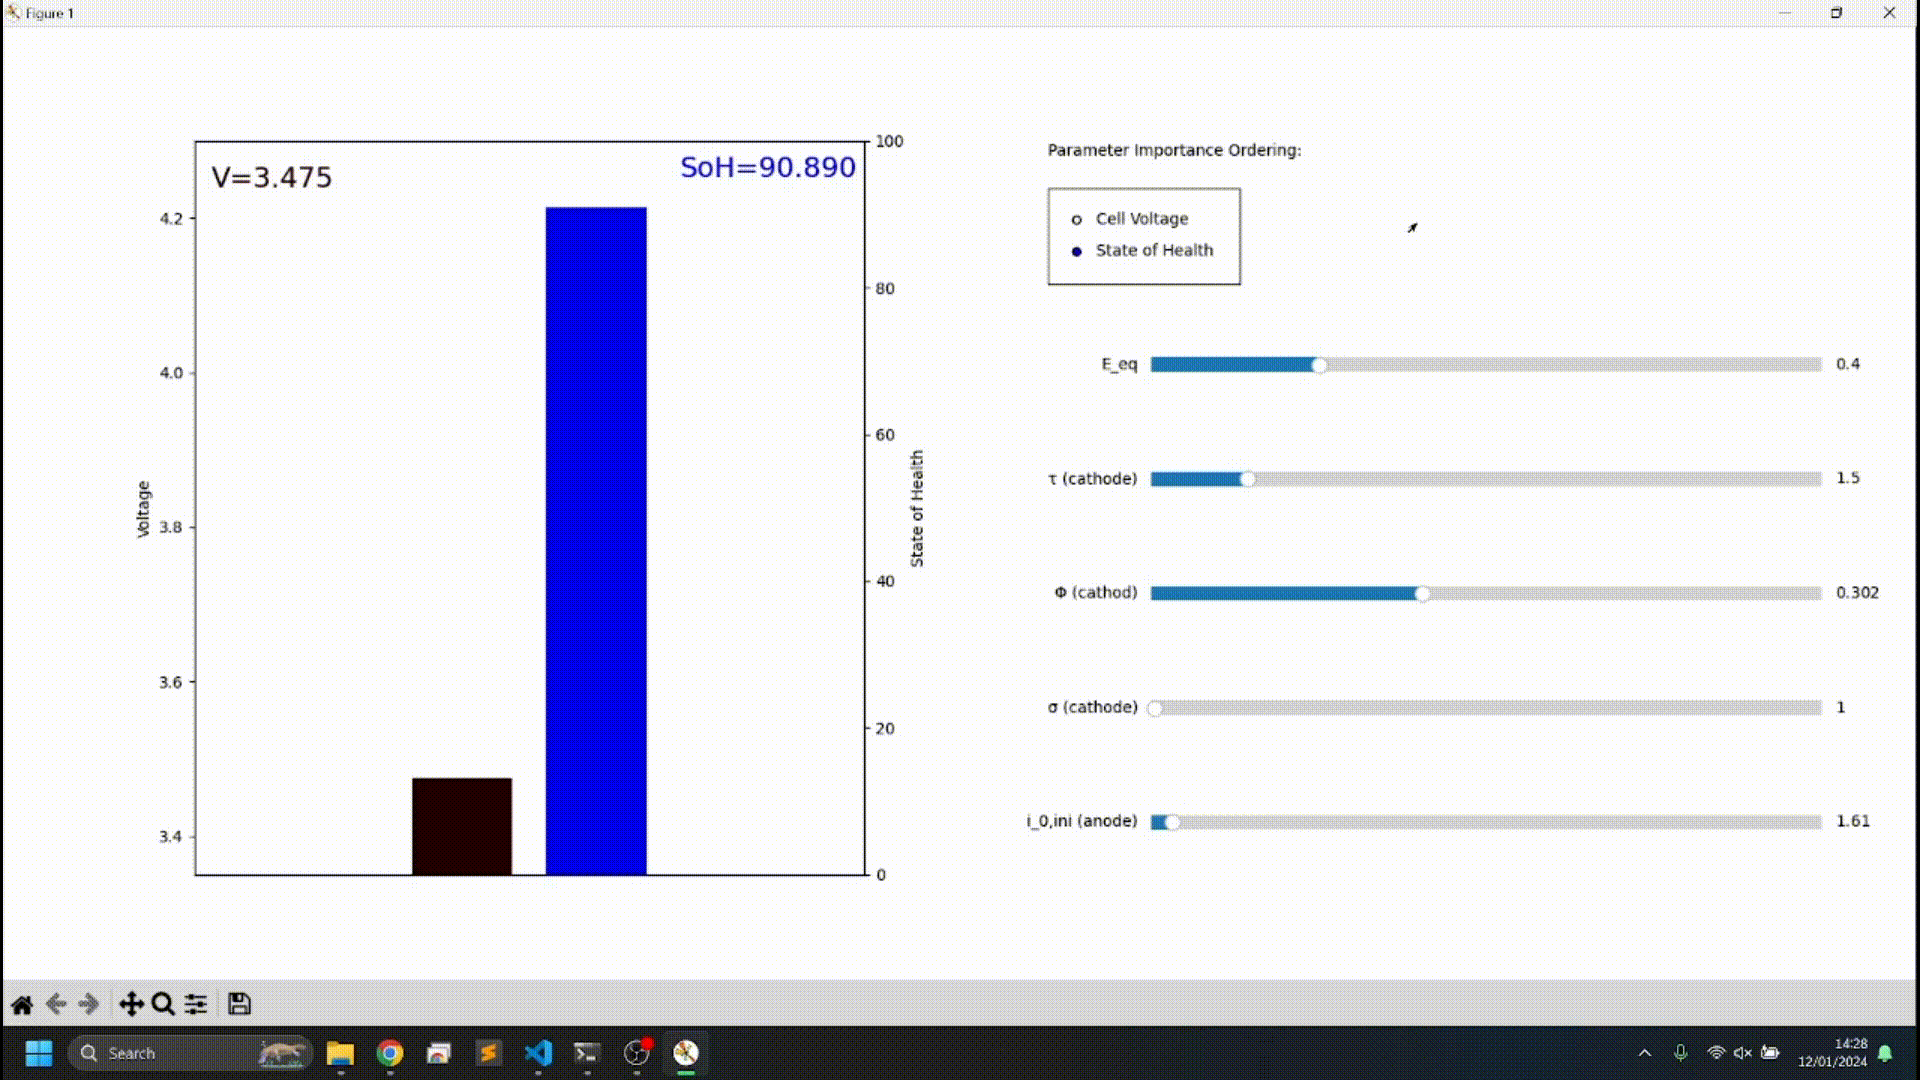 Figure 1
V=3.475
SoH=90.890
4.2
4.0
3.8
3.6
3.4
Voltage
100
80
60
40
20
0
State of Health
Parameter Importance Ordering:
Cell Voltage
State of Health
E_eq 0.4
τ (cathode) 1.5
Φ (cathod) 0.302
σ (cathode) 1
i_0,ini (anode) 1.61
Search
14:28
12/01/2024